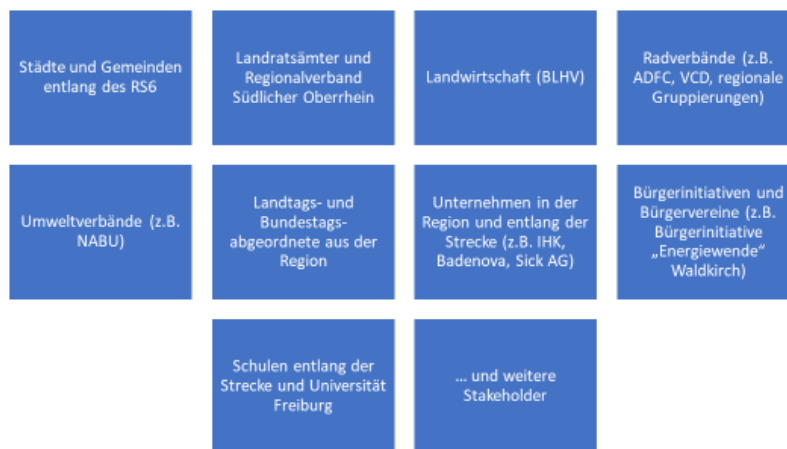 Städte und Gemeinden
entlang des RS6
Landratsämter und
Regionalverband
Südlicher Oberrhein
Landwirtschaft (BLHV)
Radverbände (z.B.
ADFC, VCD, regionale
Gruppierungen)
Umweltverbände (z.B.
NABU)
Landtags- und
Bundestags-
abgeordnete aus der
Region
Unternehmen in der
Region und entlang der
Strecke (z.B. IHK,
Badenova, Sick AG)
Bürgerinitiativen und
Bürgervereine (z.B.
Bürgerinitiative
„Energiewende“
Waldkirch)
Schulen entlang der
Strecke und Universität
Freiburg
... und weitere
Stakeholder